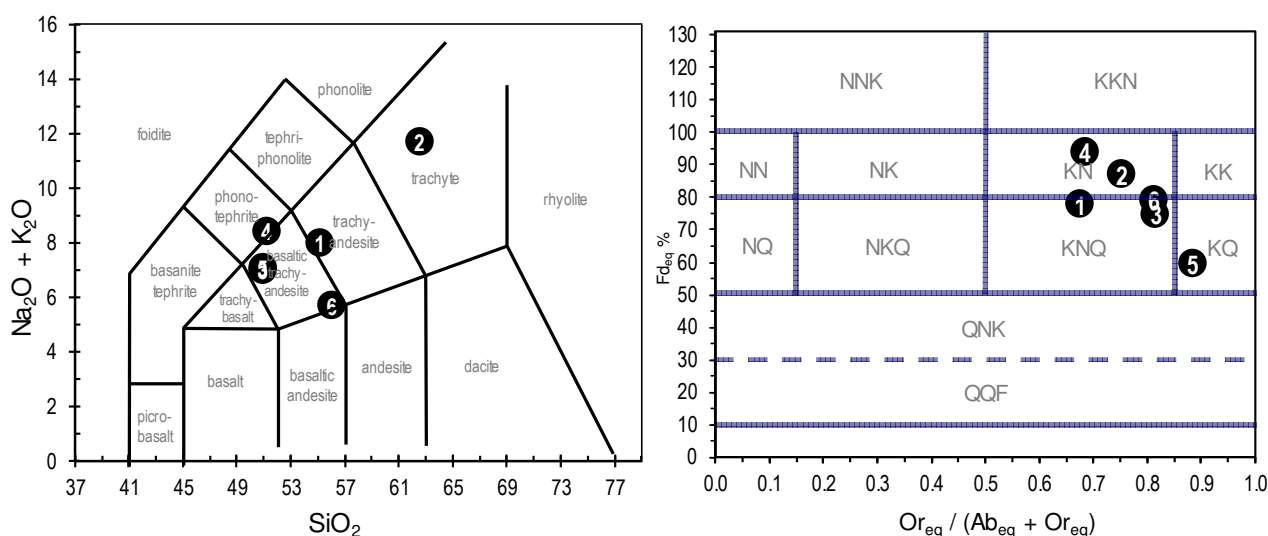 16
14
12
10
8
6
4
2
0
Na2O + K2O
37 41 45 49 53 57 61 65 69 73 77
SiO2
foidite
phonolite
tephri-
phonolite
phono-
tephrite
trachyte
rhyolite
trachy-
andesite
basaltic
trachy-
andesite
basanite
tephrite
trachy-
basalt
basalt
basaltic
andesite
andesite
dacite
picro-
basalt
2
4
1
3
6
130
120
110
100
90
80
70
60
50
40
30
20
10
0
Fdeq %
0.0 0.1 0.2 0.3 0.4 0.5 0.6 0.7 0.8 0.9 1.0
Oreq / (Abeq + Oreq)
NNK KKN
NN NK KN KK
NQ NKQ KNQ KQ
QNK
QQF
4
2
6
1
3
5